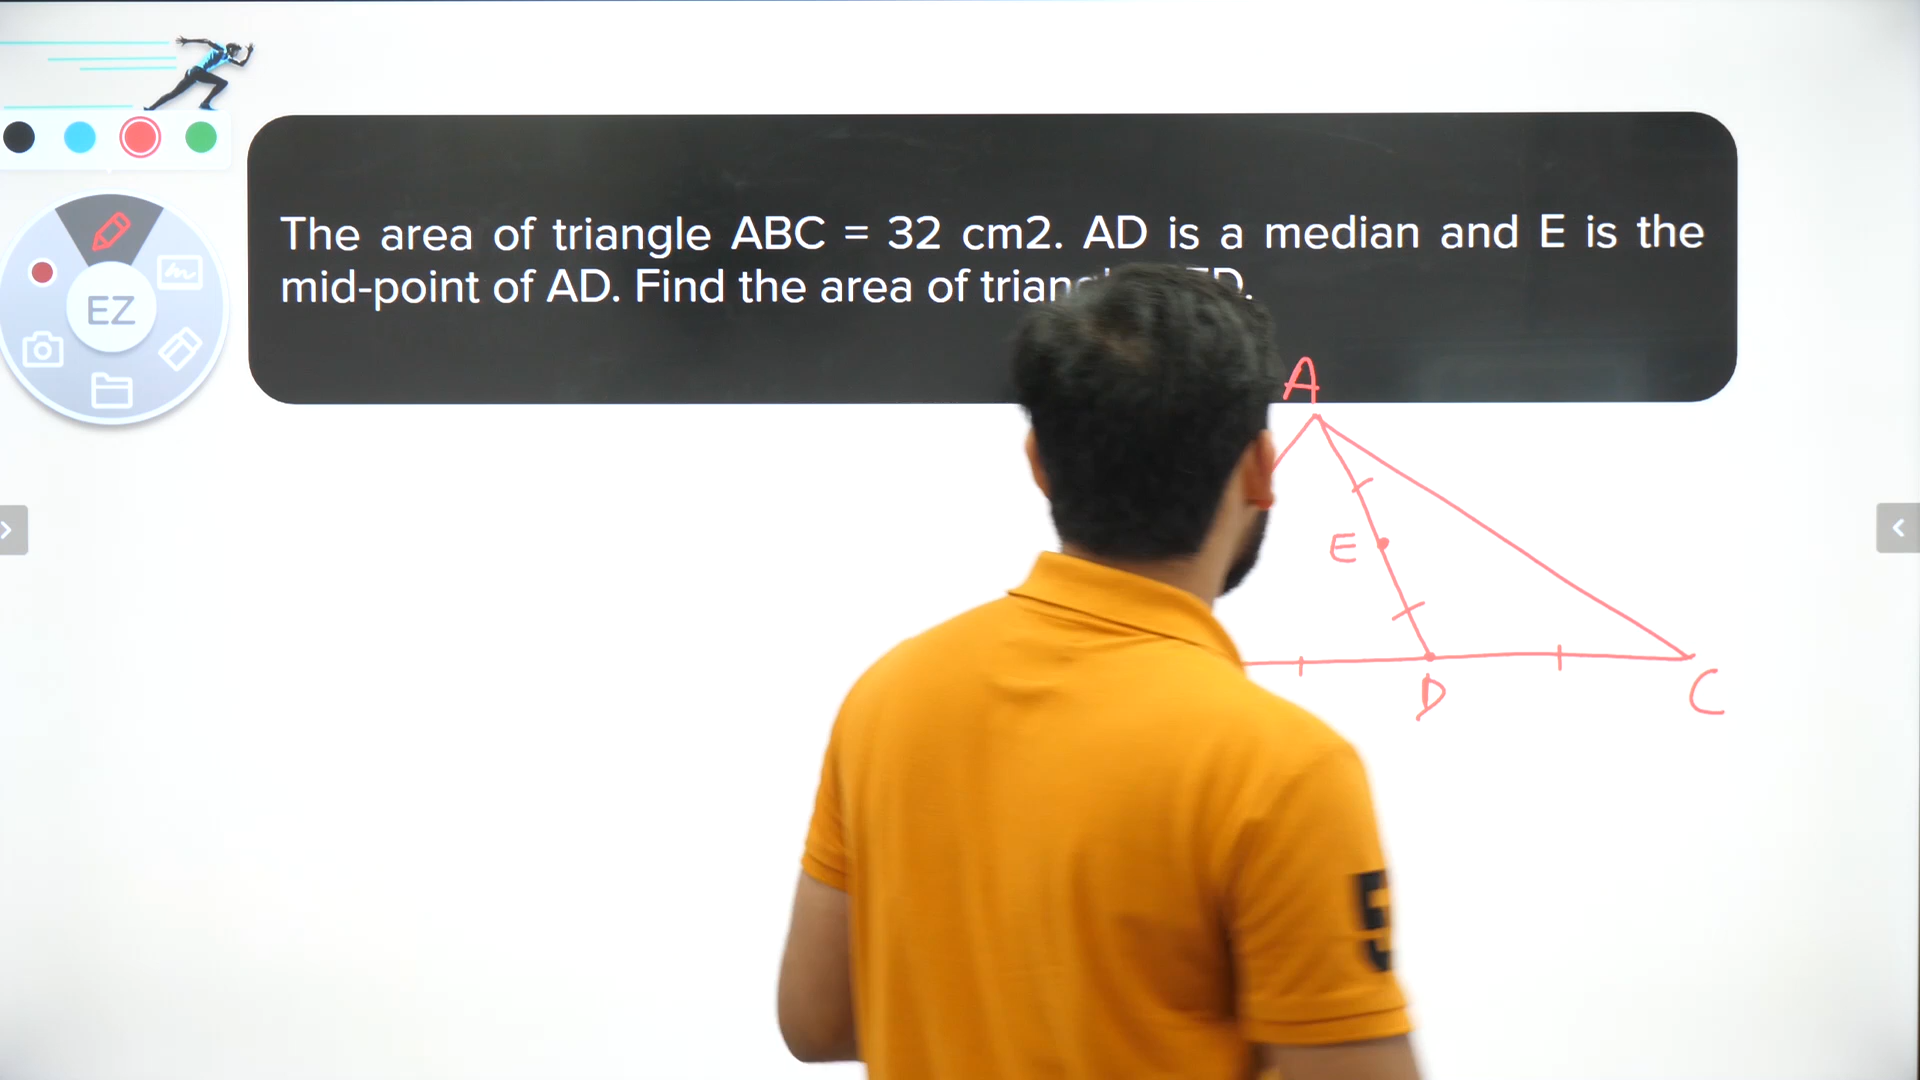 The area of triangle ABC = 32 cm2. AD is a median and E is the
mid-point of AD. Find the area of D.
EZ
A
E
D
C
5